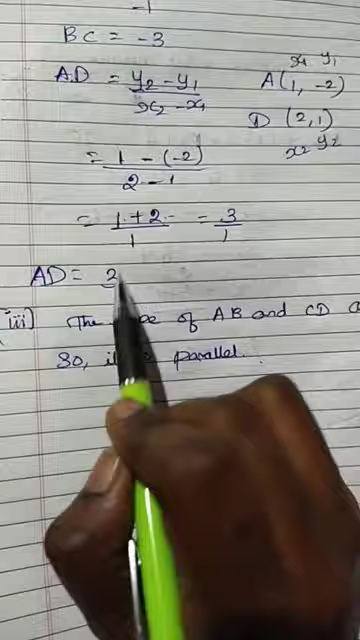 -1
BC = -3
AD = y2 - y1 / x2 - x1
x1 y1
A(1, -2)
D (2,1)
x2 y2
= 1 - (-2) / 2 - 1
= 1 + 2 / 1 = 3 / 1
AD = 3
(iii) The of AB and CD
So, parallel.